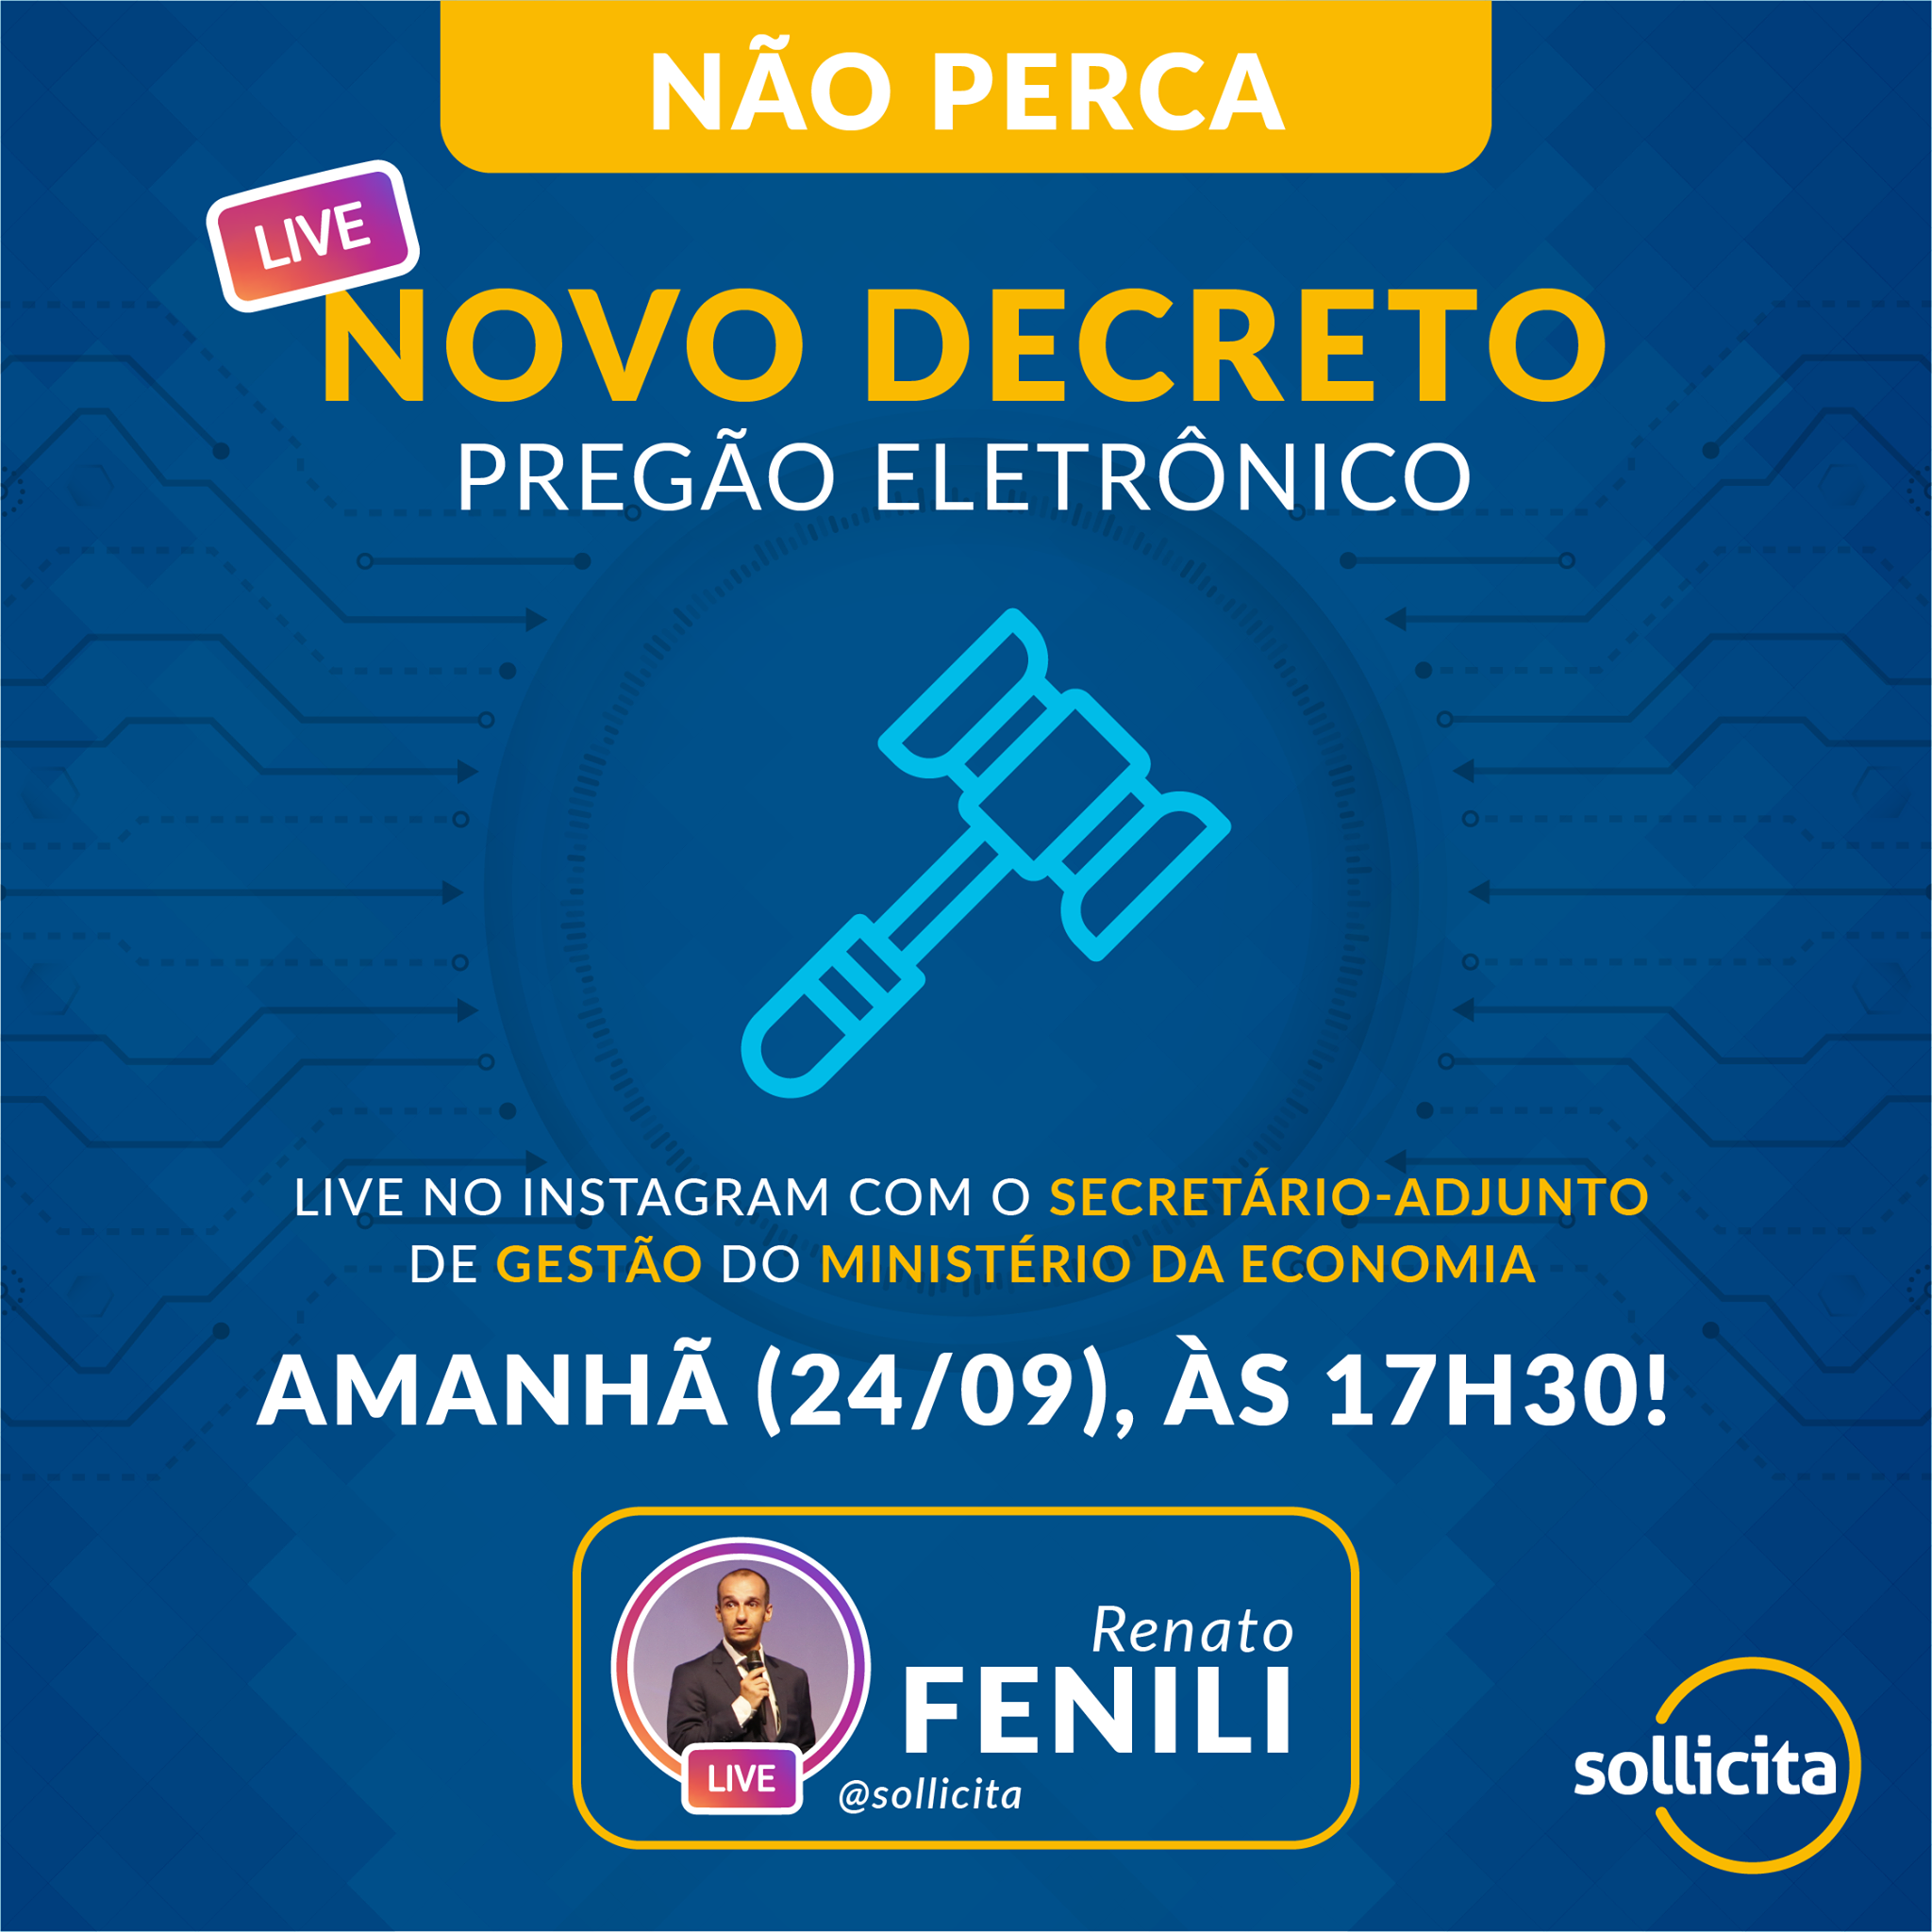 NÃO PERCA
LIVE
NOVO DECRETO
PREGÃO ELETRÔNICO
LIVE NO INSTAGRAM COM O SECRETÁRIO-ADJUNTO
DE GESTÃO DO MINISTÉRIO DA ECONOMIA
AMANHÃ (24/09), ÀS 17H30!
Renato
FENILI
LIVE
@sollicita
sollicita